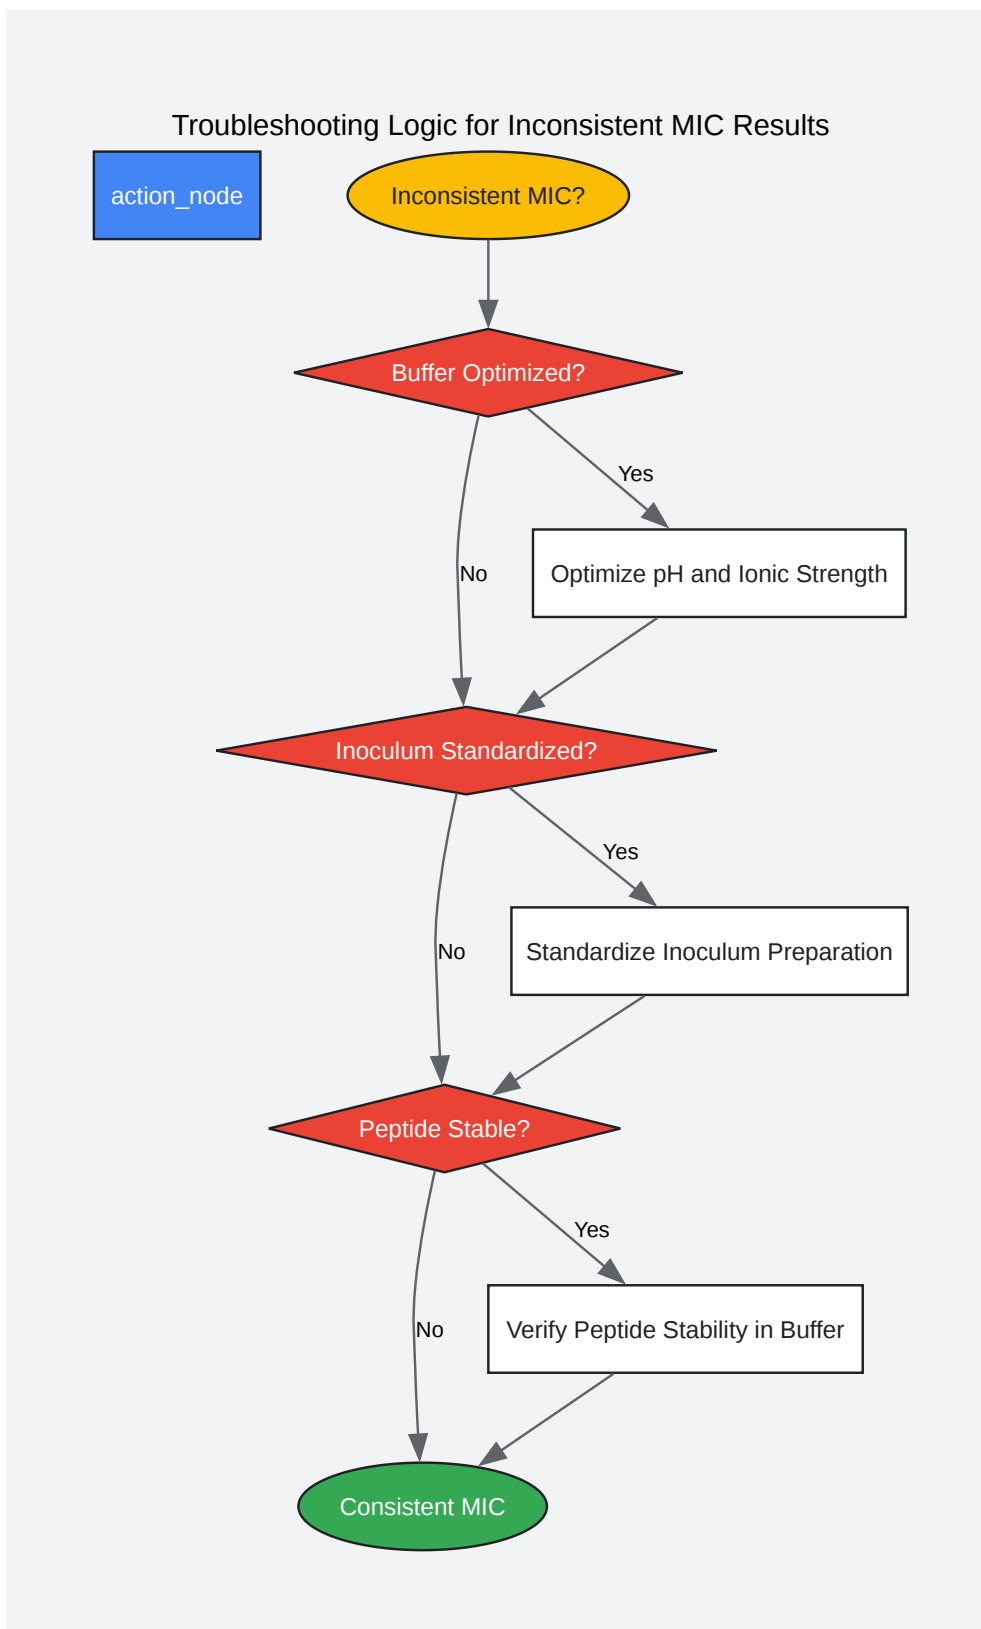 Troubleshooting Logic for Inconsistent MIC Results
action_node
Inconsistent MIC?
Buffer Optimized?
Yes
No
Optimize pH and Ionic Strength
Inoculum Standardized?
Yes
No
Standardize Inoculum Preparation
Peptide Stable?
Yes
No
Verify Peptide Stability in Buffer
Consistent MIC